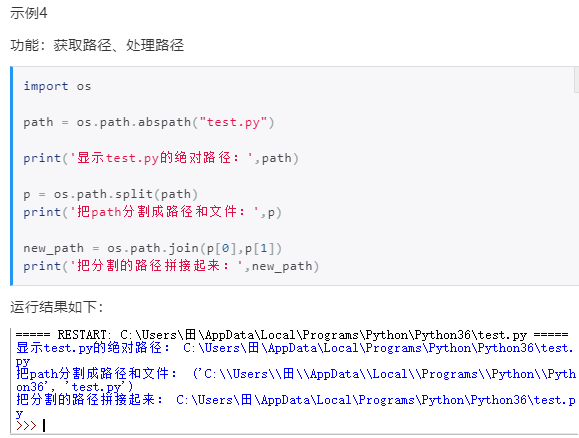 示例4
功能：获取路径、处理路径
import os
path = os.path.abspath("test.py")
print('显示test.py的绝对路径：',path)
p = os.path.split(path)
print('把path分割成路径和文件：',p)
new_path = os.path.join(p[0],p[1])
print('把分割的路径拼接起来：',new_path)
运行结果如下：
===== RESTART: C:\Users\田\AppData\Local\Programs\Python\Python36\test.py =====
显示test.py的绝对路径： C:\Users\田\AppData\Local\Programs\Python\Python36\test.
py
把path分割成路径和文件： ('C:\\Users\\田\\AppData\\Local\\Programs\\Python\\Pyth
on36', 'test.py')
把分割的路径拼接起来： C:\Users\田\AppData\Local\Programs\Python\Python36\test.p
y
>>>